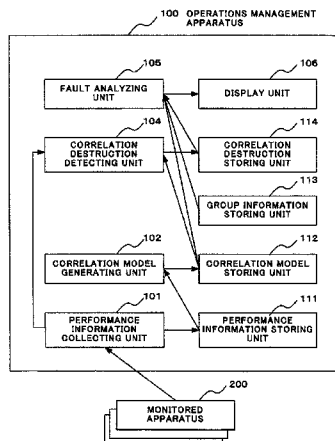 100 OPERATIONS MANAGEMENT
APPARATUS
105
FAULT ANALYZING
UNIT
106
DISPLAY UNIT
104
CORRELATION
DESTRUCTION
DETECTING UNIT
114
CORRELATION
DESTRUCTION
STORING UNIT
113
GROUP INFORMATION
STORING UNIT
102
CORRELATION MODEL
GENERATING UNIT
112
CORRELATION MODEL
STORING UNIT
101
PERFORMANCE
INFORMATION
COLLECTING UNIT
111
PERFORMANCE
INFORMATION STORING
UNIT
200
MONITORED
APPARATUS